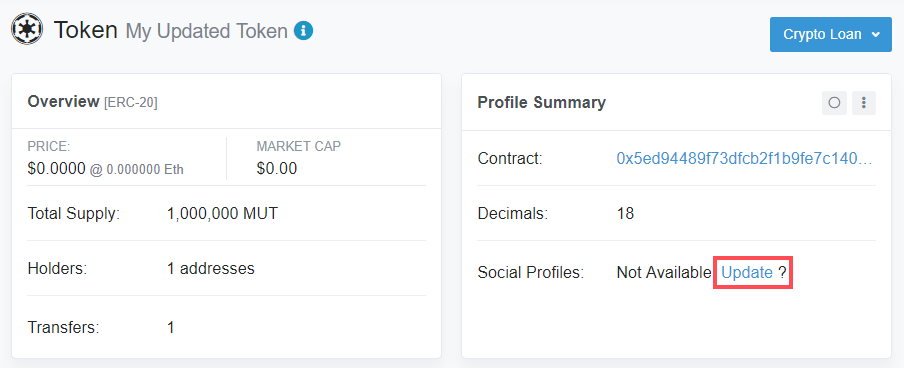 Token My Updated Token
Crypto Loan
Overview [ERC-20]
PRICE:
$0.0000 @ 0.000000 Eth
MARKET CAP
$0.00
Total Supply: 1,000,000 MUT
Holders: 1 addresses
Transfers: 1
Profile Summary
Contract: 0x5ed94489f73dfcb2f1b9fe7c140...
Decimals: 18
Social Profiles: Not Available Update ?